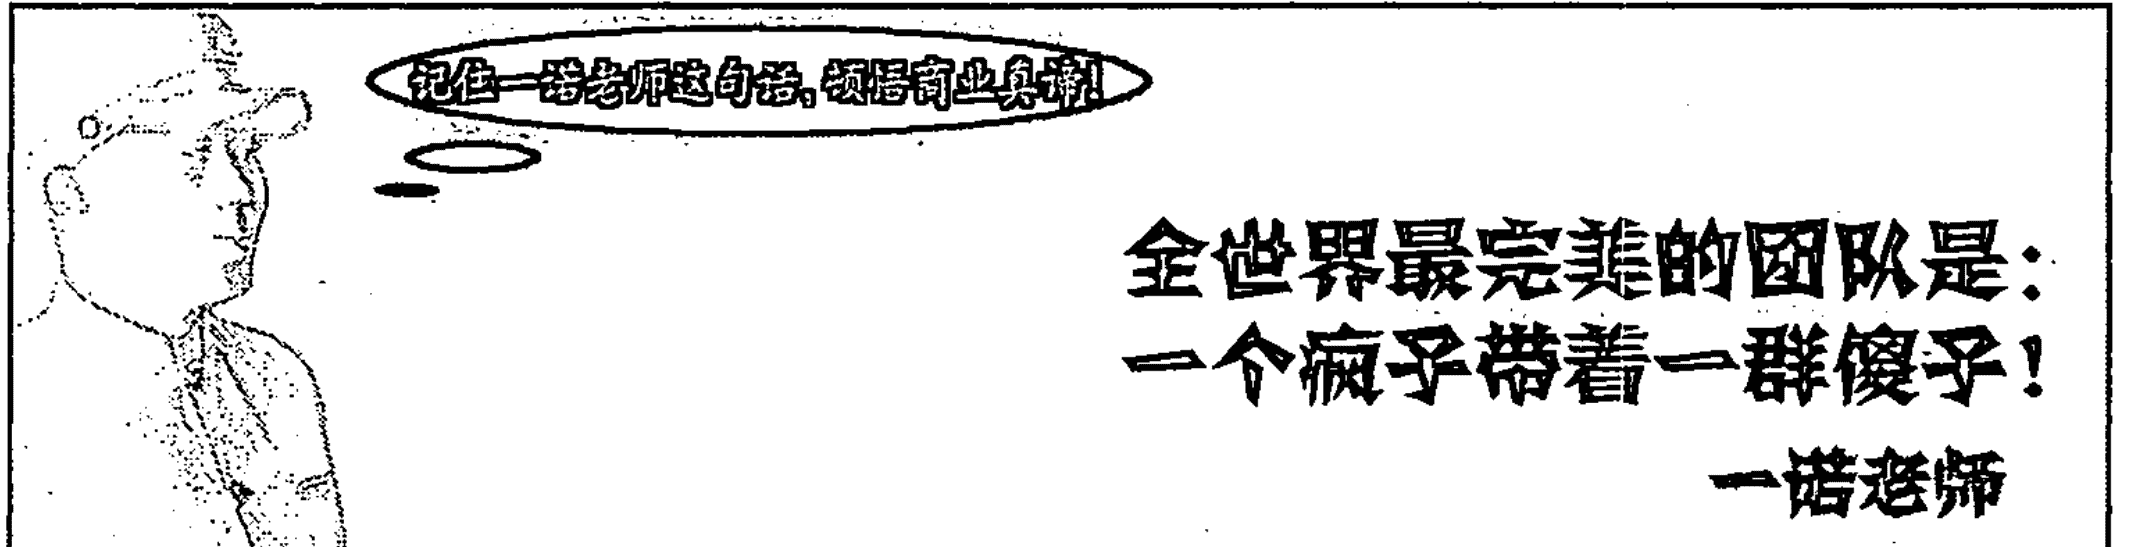 记住一诺老师这句话,顿悟商业真谛!
全世界最完美的团队是:
一个疯子带着一群傻子!
一诺老师